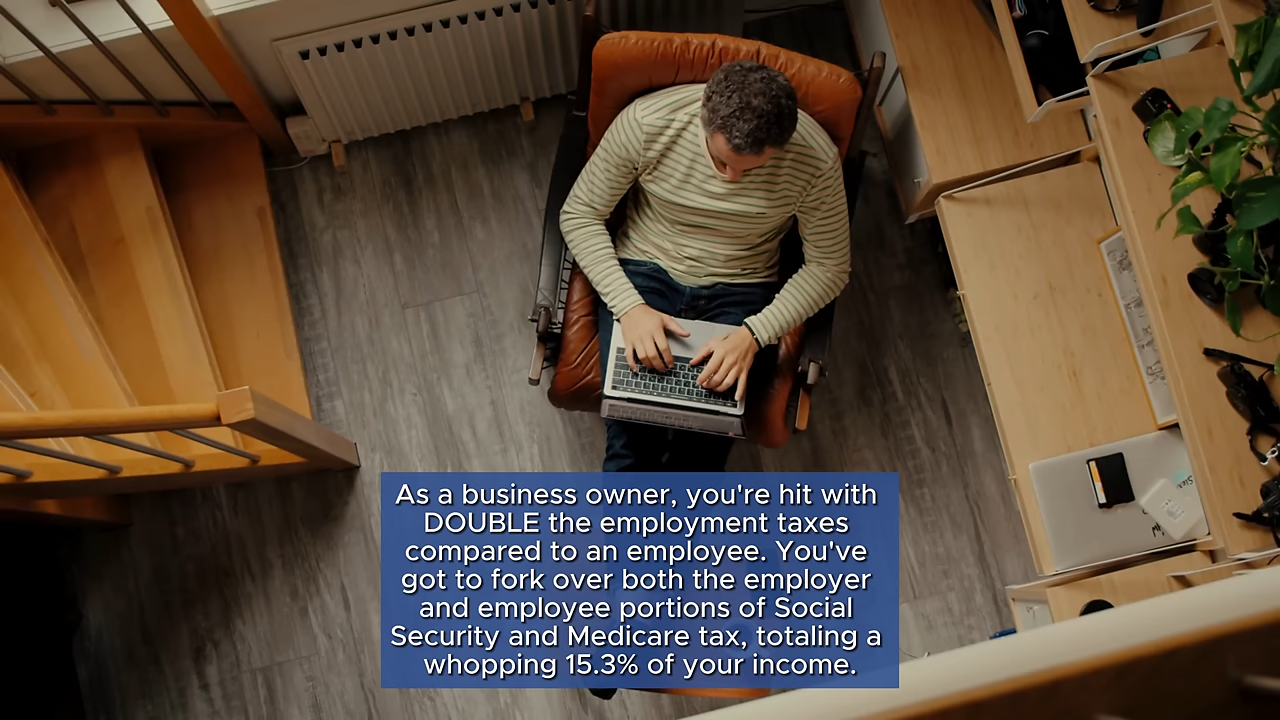 As a business owner, you're hit with
DOUBLE the employment taxes
compared to an employee. You've
got to fork over both the employer
and employee portions of Social
Security and Medicare tax, totaling a
whopping 15.3% of your income.